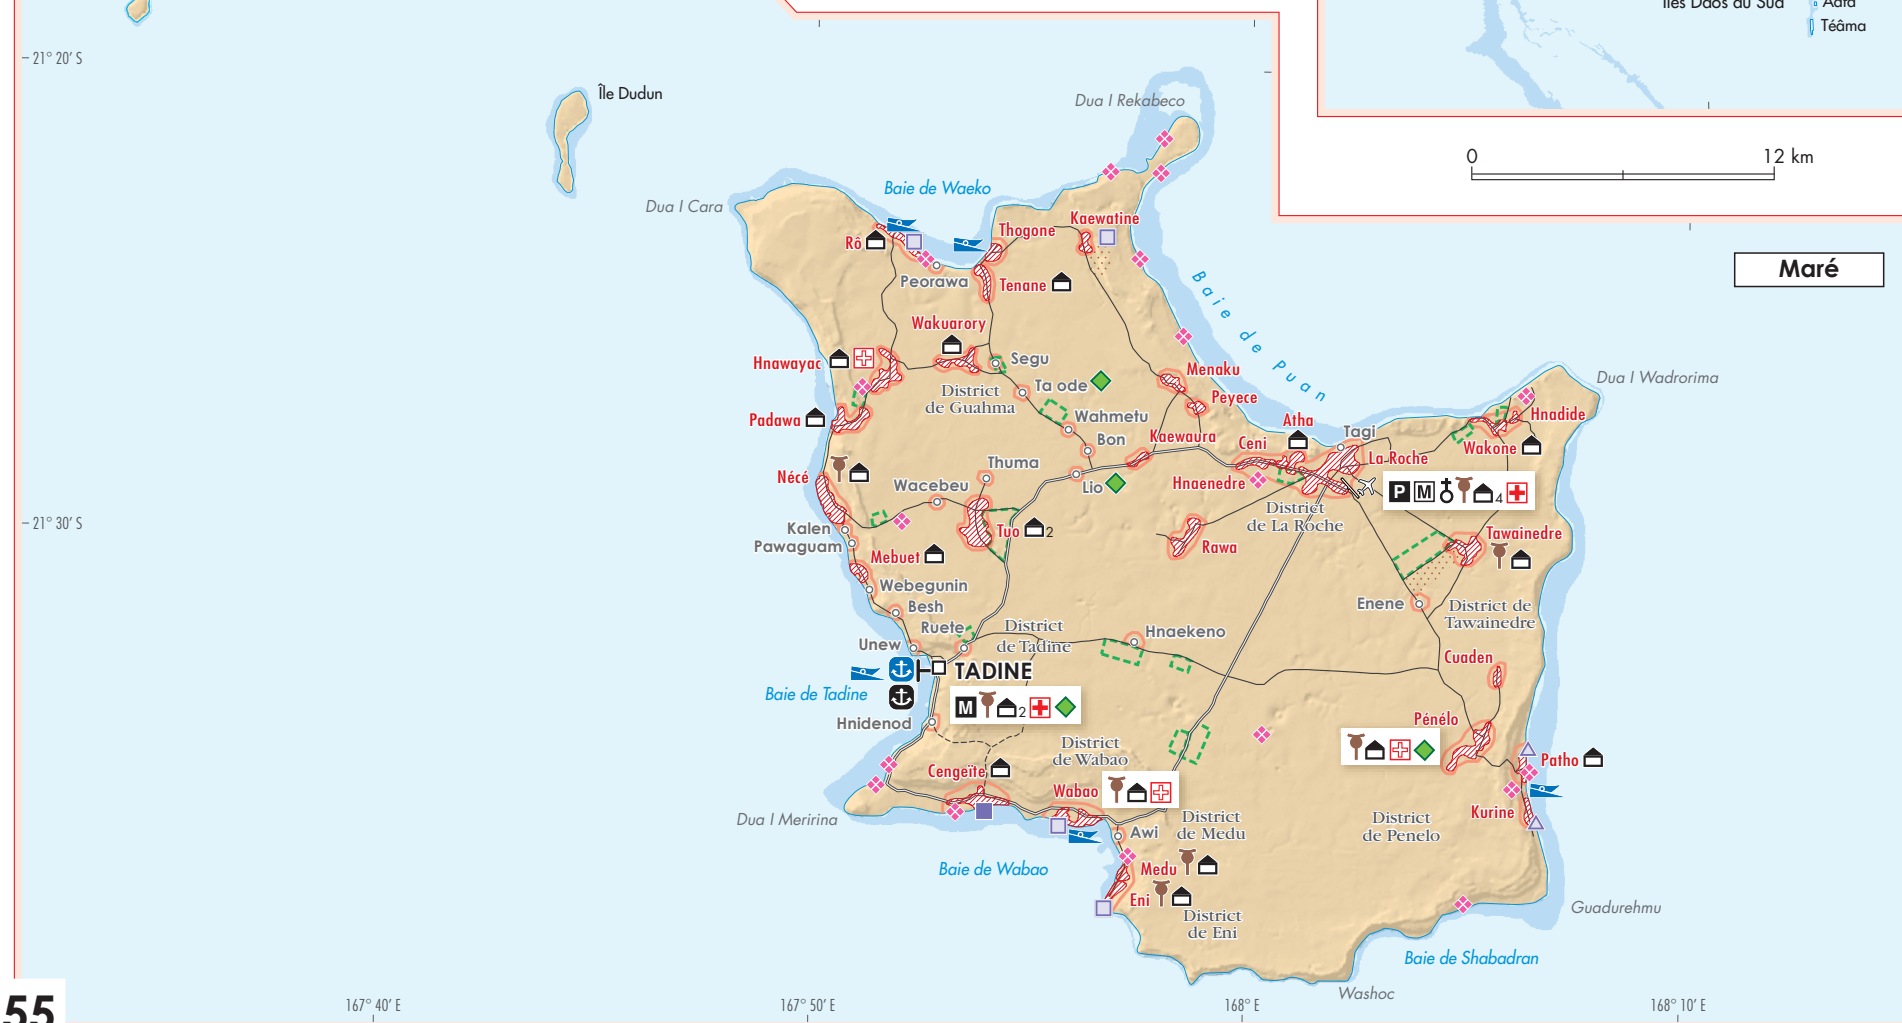 Îles Daos du Sud
Aata
Téâma
21° 20′ S
Île Dudun
Dua I Rekabeco
0
12 km
Baie de Waeko
Dua I Cara
Kaewatine
Thogone
Rô
Maré
Peorawa
Tenane
Baie de Puan
Wakuarory
Segu
Hnawayac
Menaku
Dua I Wadrorima
Ta ode
District
de Guahma
Peyece
Padawa
Wahmetu
Atha
Hnadide
Bon
Kaewaura
Ceni
Tagi
Wakone
La Roche
Thuma
Nécé
Wacebeu
Lio
Hnaenedre
P M 4
District
de La Roche
21° 30′ S
Kalen
Tuo 2
Tawainedre
Pawaguam
Mebuet
Rawa
Webegunin
Besh
Enene
District de
Tawainedre
Ruete
District
de Tadine
Hnaekeno
Unew
Cuaden
TADINE
Baie de Tadine
M 2
Hnidenod
Pénélo
District
de Wabao
Patho
Cengeïte
Wabao
Kurine
Dua I Meririna
District
de Medu
District
de Penelo
Awi
Baie de Wabao
Medu
Eni
District
de Eni
Guadurehmu
Baie de Shabadran
Washoc
55
167° 40′ E
167° 50′ E
168° E
168° 10′ E